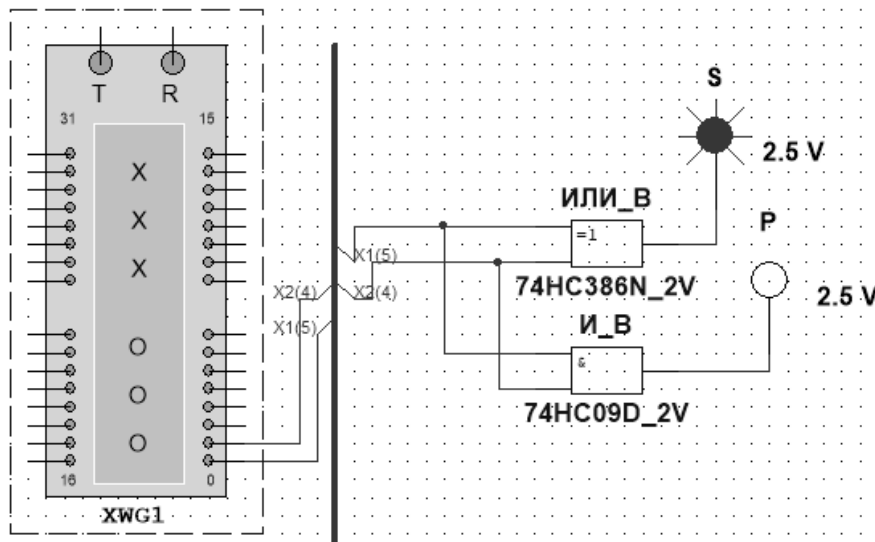 T R
31 15
X
X
X
O
O
O
16 0
XWG1
X1(5)
X2(4) X2(4)
X1(5)
S
2.5 V
ИЛИ_В
=1
74HC386N_2V
P
2.5 V
И_В
&
74HC09D_2V